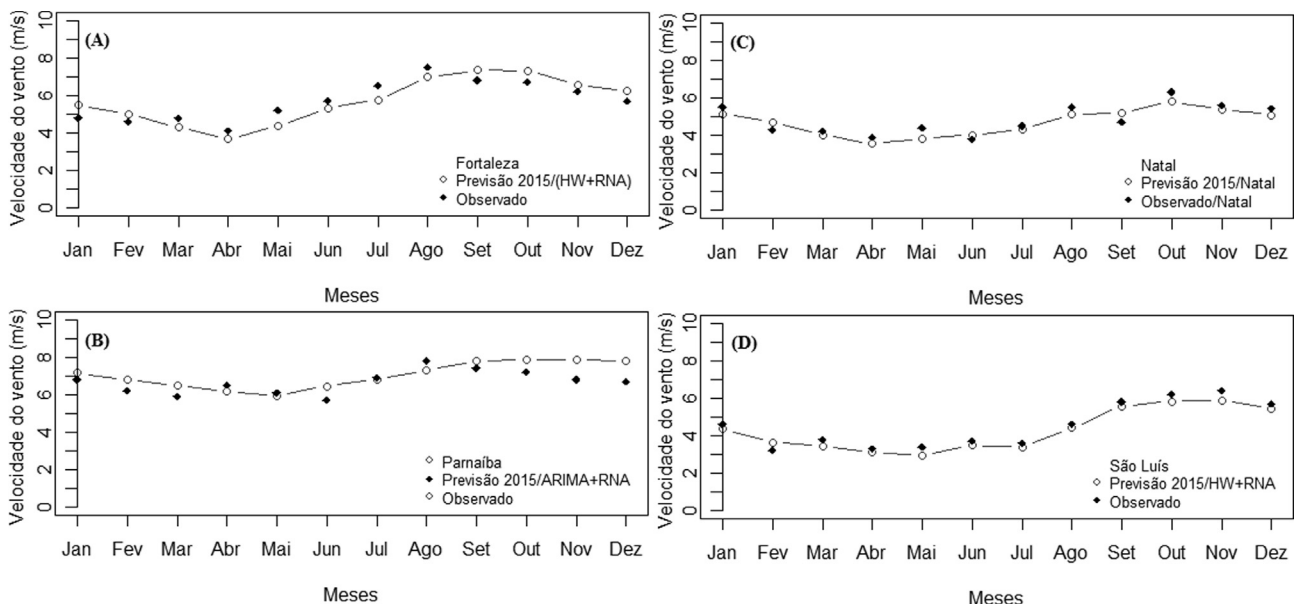 (A)
Velocidade do vento (m/s)
0 2 4 6 8 10
Fortaleza
Previsão 2015/(HW+RNA)
Observado
Jan Fev Mar Abr Mai Jun Jul Ago Set Out Nov Dez
Meses
(B)
Velocidade do vento (m/s)
0 2 4 6 8 10
Parnaíba
Previsão 2015/ARIMA+RNA
Observado
Jan Fev Mar Abr Mai Jun Jul Ago Set Out Nov Dez
Meses
(C)
Velocidade do vento (m/s)
0 2 4 6 8 10
Natal
Previsão 2015/Natal
Observado/Natal
Jan Fev Mar Abr Mai Jun Jul Ago Set Out Nov Dez
Meses
(D)
Velocidade do vento (m/s)
0 2 4 6 8 10
São Luís
Previsão 2015/HW+RNA
Observado
Jan Fev Mar Abr Mai Jun Jul Ago Set Out Nov Dez
Meses